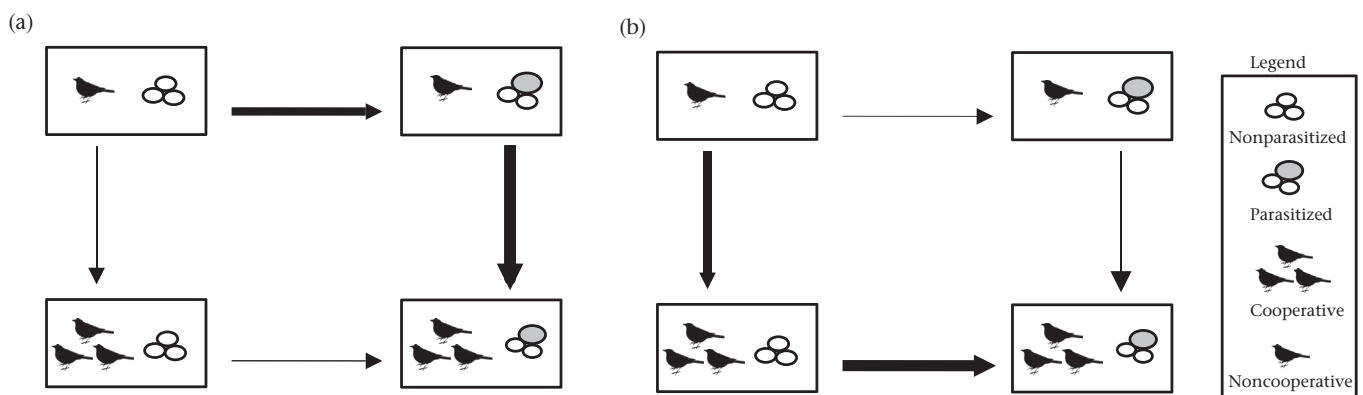 (a)
(b)
Legend
Nonparasitized
Parasitized
Cooperative
Noncooperative